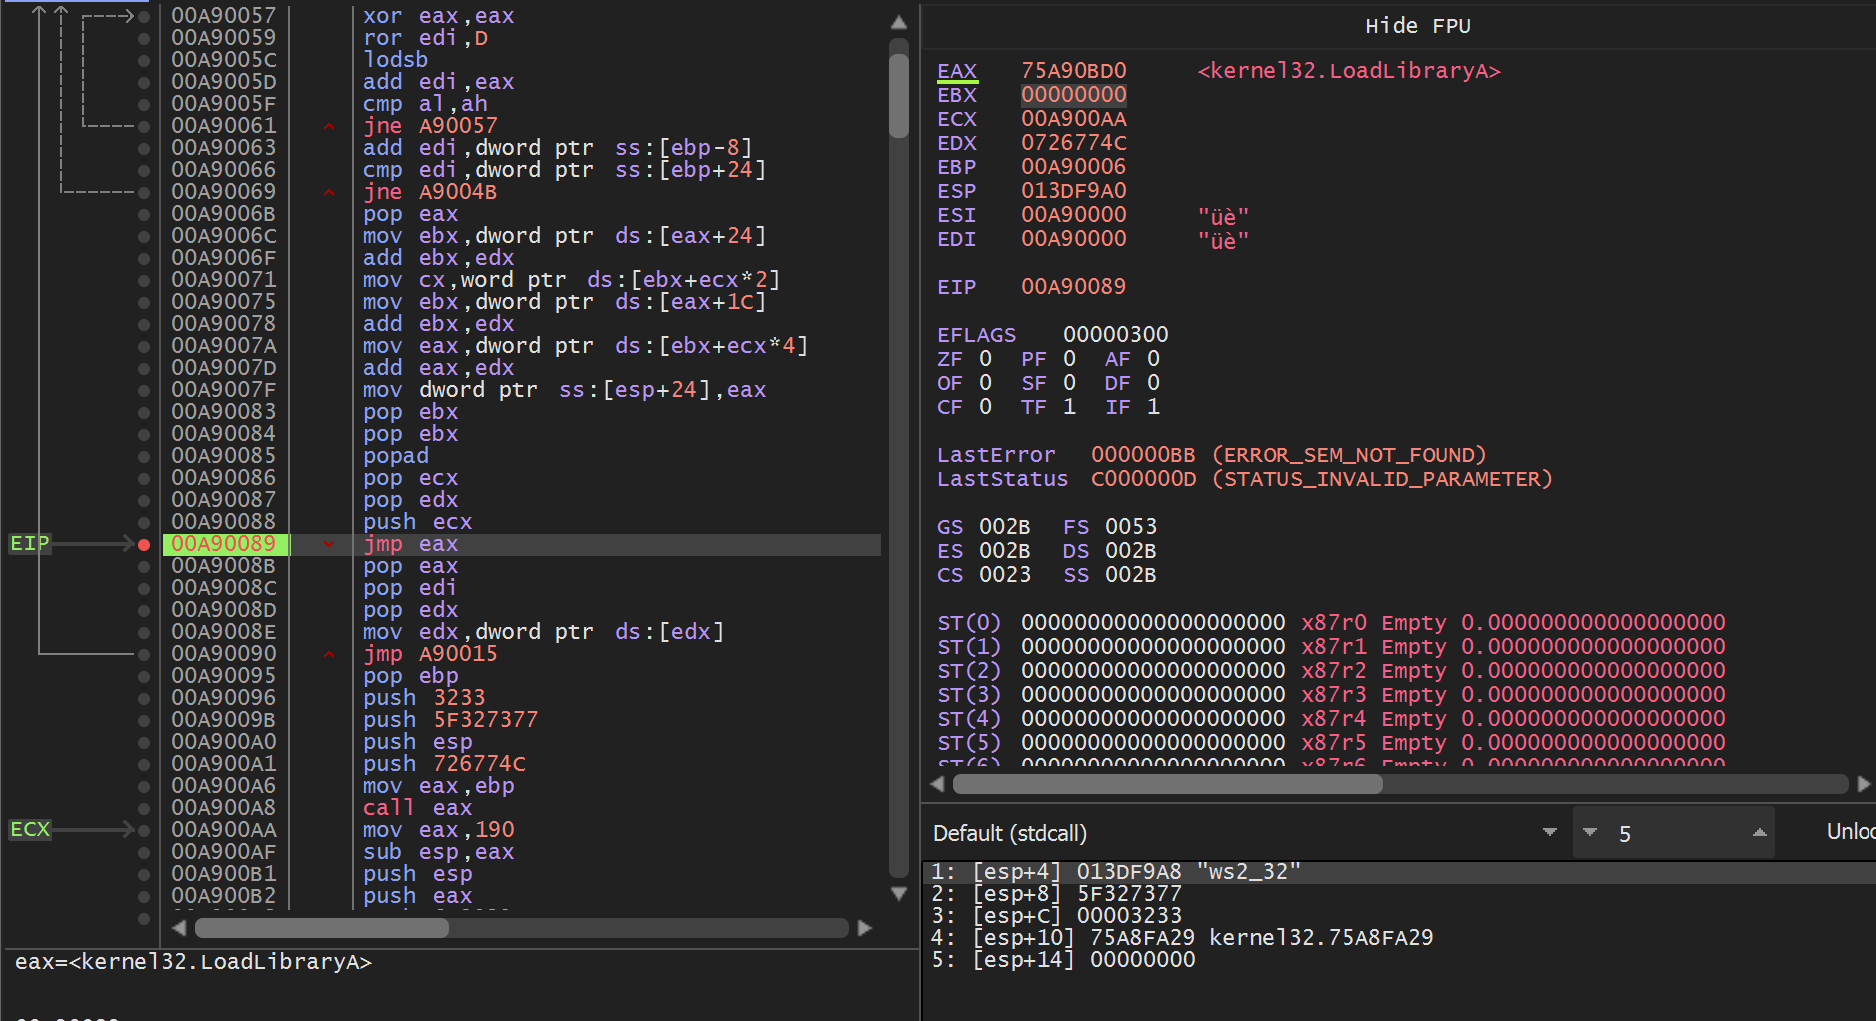 00A90057 xor eax,eax
00A90059 ror edi,D
00A9005C lodsb
00A9005D add edi,eax
00A9005F cmp al,ah
00A90061 jne A90057
00A90063 add edi,dword ptr ss:[ebp-8]
00A90066 cmp edi,dword ptr ss:[ebp+24]
00A90069 jne A9004B
00A9006B pop eax
00A9006C mov ebx,dword ptr ds:[eax+24]
00A9006F add ebx,edx
00A90071 mov cx,word ptr ds:[ebx+ecx*2]
00A90075 mov ebx,dword ptr ds:[eax+1C]
00A90078 add ebx,edx
00A9007A mov eax,dword ptr ds:[ebx+ecx*4]
00A9007D add eax,edx
00A9007F mov dword ptr ss:[esp+24],eax
00A90083 pop ebx
00A90084 pop ebx
00A90085 popad
00A90086 pop ecx
00A90087 pop edx
00A90088 push ecx
EIP 00A90089 jmp eax
00A9008B pop eax
00A9008C pop edi
00A9008D pop edx
00A9008E mov edx,dword ptr ds:[edx]
00A90090 jmp A90015
00A90095 pop ebp
00A90096 push 3233
00A9009B push 5F327377
00A900A0 push esp
00A900A1 push 726774C
00A900A6 mov eax,ebp
00A900A8 call eax
ECX 00A900AA mov eax,190
00A900AF sub esp,eax
00A900B1 push esp
00A900B2 push eax
eax=<kernel32.LoadLibraryA>
Hide FPU
EAX 75A90BD0 <kernel32.LoadLibraryA>
EBX 00000000
ECX 00A900AA
EDX 0726774C
EBP 00A90006
ESP 013DF9A0
ESI 00A90000 "üè"
EDI 00A90000 "üè"
EIP 00A90089
EFLAGS 00000300
ZF 0 PF 0 AF 0
OF 0 SF 0 DF 0
CF 0 TF 1 IF 1
LastError 000000BB (ERROR_SEM_NOT_FOUND)
LastStatus C000000D (STATUS_INVALID_PARAMETER)
GS 002B FS 0053
ES 002B DS 002B
CS 0023 SS 002B
ST(0) 00000000000000000000 x87r0 Empty 0.000000000000000000
ST(1) 00000000000000000000 x87r1 Empty 0.000000000000000000
ST(2) 00000000000000000000 x87r2 Empty 0.000000000000000000
ST(3) 00000000000000000000 x87r3 Empty 0.000000000000000000
ST(4) 00000000000000000000 x87r4 Empty 0.000000000000000000
ST(5) 00000000000000000000 x87r5 Empty 0.000000000000000000
ST(6) 00000000000000000000 x87r6 Empty 0.000000000000000000
Default (stdcall) 5 Unloc
1: [esp+4] 013DF9A8 "ws2_32"
2: [esp+8] 5F327377
3: [esp+C] 00003233
4: [esp+10] 75A8FA29 kernel32.75A8FA29
5: [esp+14] 00000000